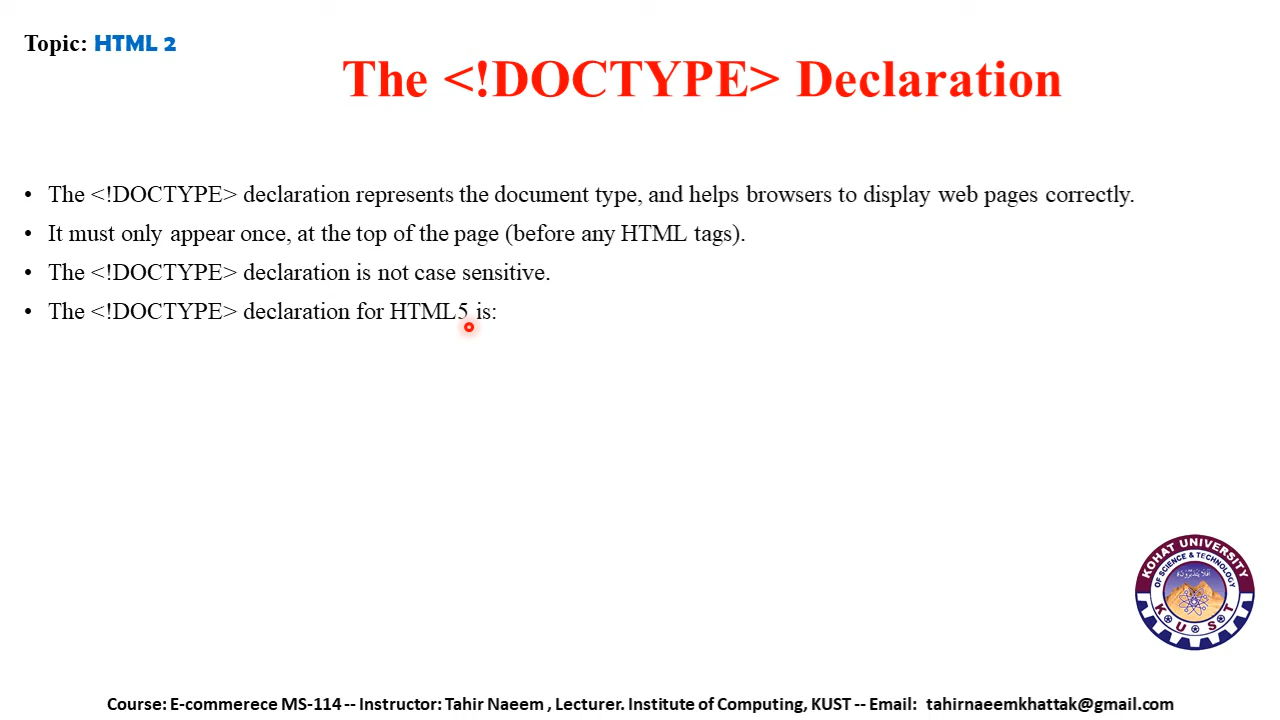 Topic: HTML 2
The <!DOCTYPE> Declaration
• The <!DOCTYPE> declaration represents the document type, and helps browsers to display web pages correctly.
• It must only appear once, at the top of the page (before any HTML tags).
• The <!DOCTYPE> declaration is not case sensitive.
• The <!DOCTYPE> declaration for HTML5 is:
KOHAT UNIVERSITY
OF SCIENCE & TECHNOLOGY
K U S T
Course: E-commerece MS-114 -- Instructor: Tahir Naeem , Lecturer. Institute of Computing, KUST -- Email: tahirnaeemkhattak@gmail.com